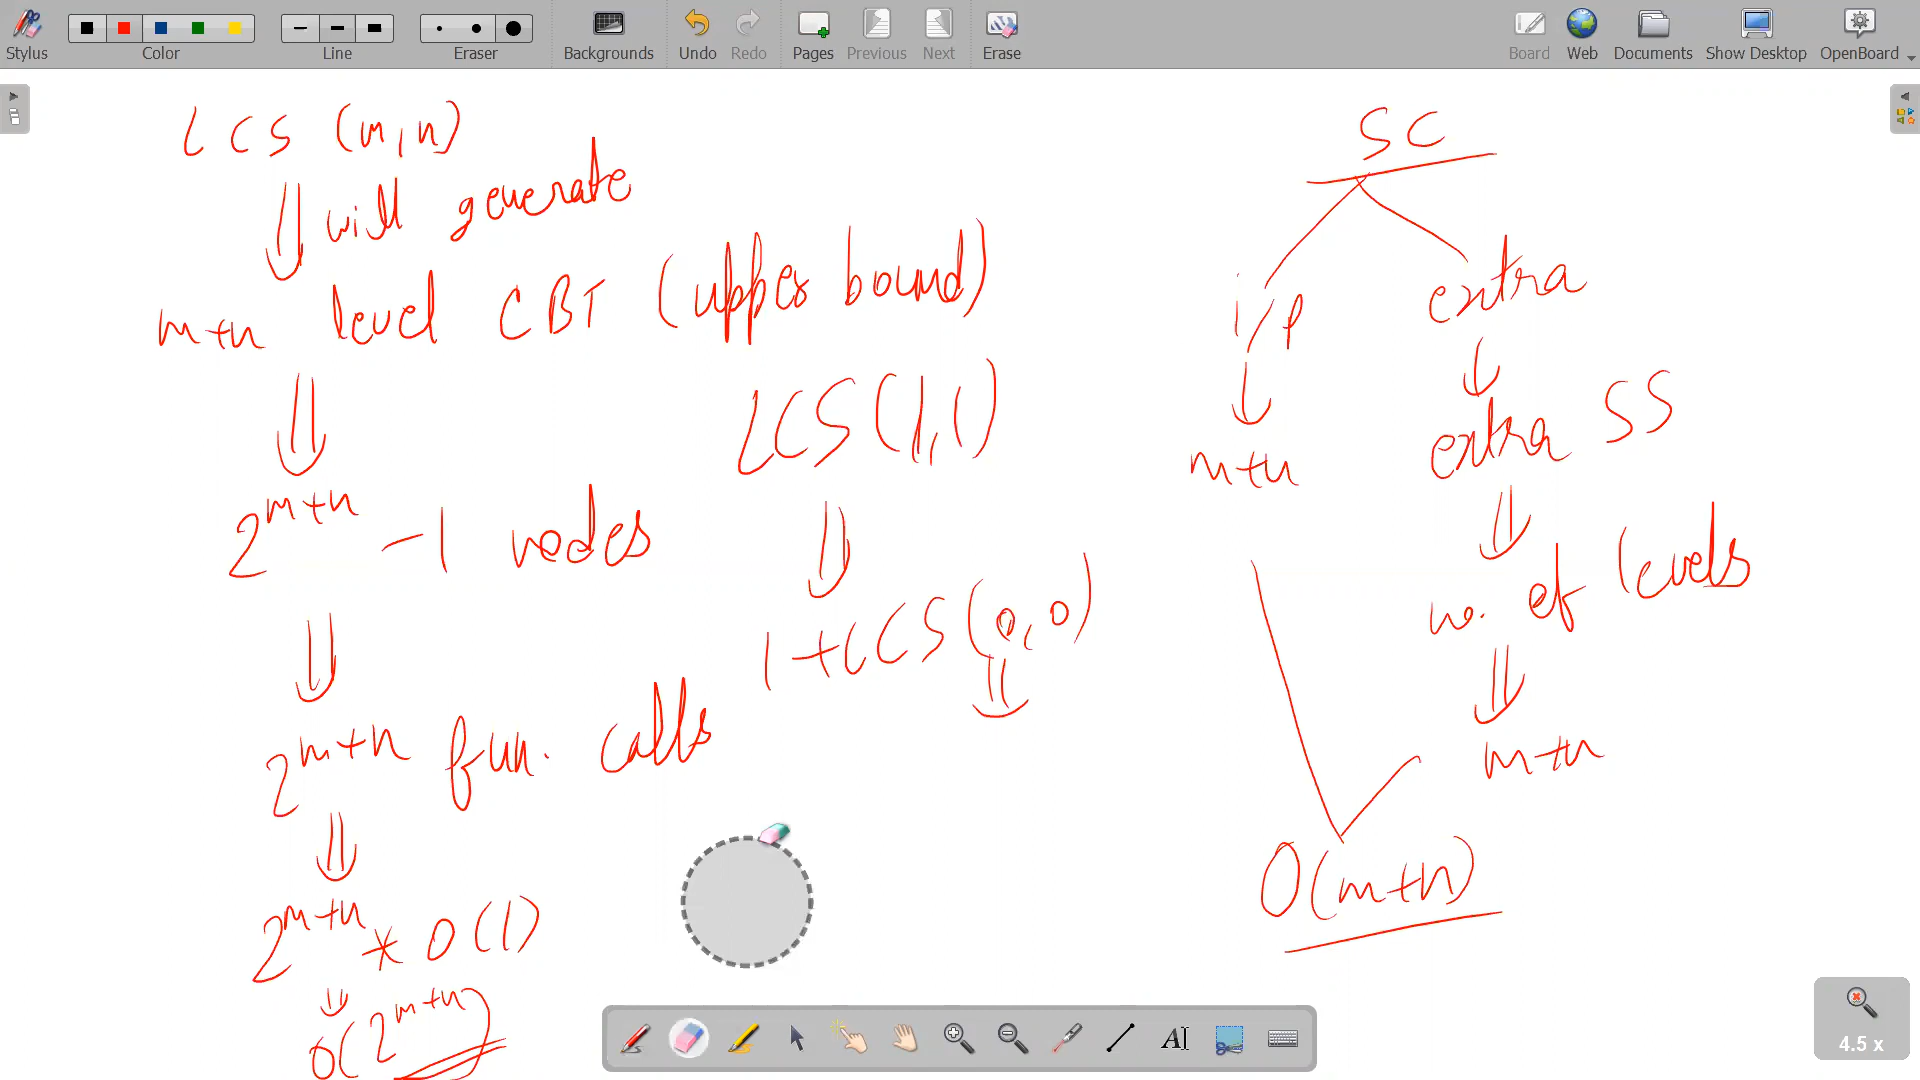 Stylus
Color
Line
Eraser
Backgrounds
Undo
Redo
Pages
Previous
Next
Erase
Board
Web
Documents
Show Desktop
OpenBoard
LCS (m,n)
will generate
m+n level CBT (upper bound)
2^m+n -1 nodes
2^m+n fun. calls
2^m+n * O(1)
O(2^m+n)
LCS(1,1)
1+LCS(0,0)
SC
i/p
m+n
extra
extra SS
no. of levels
m+n
O(m+n)
4.5 x